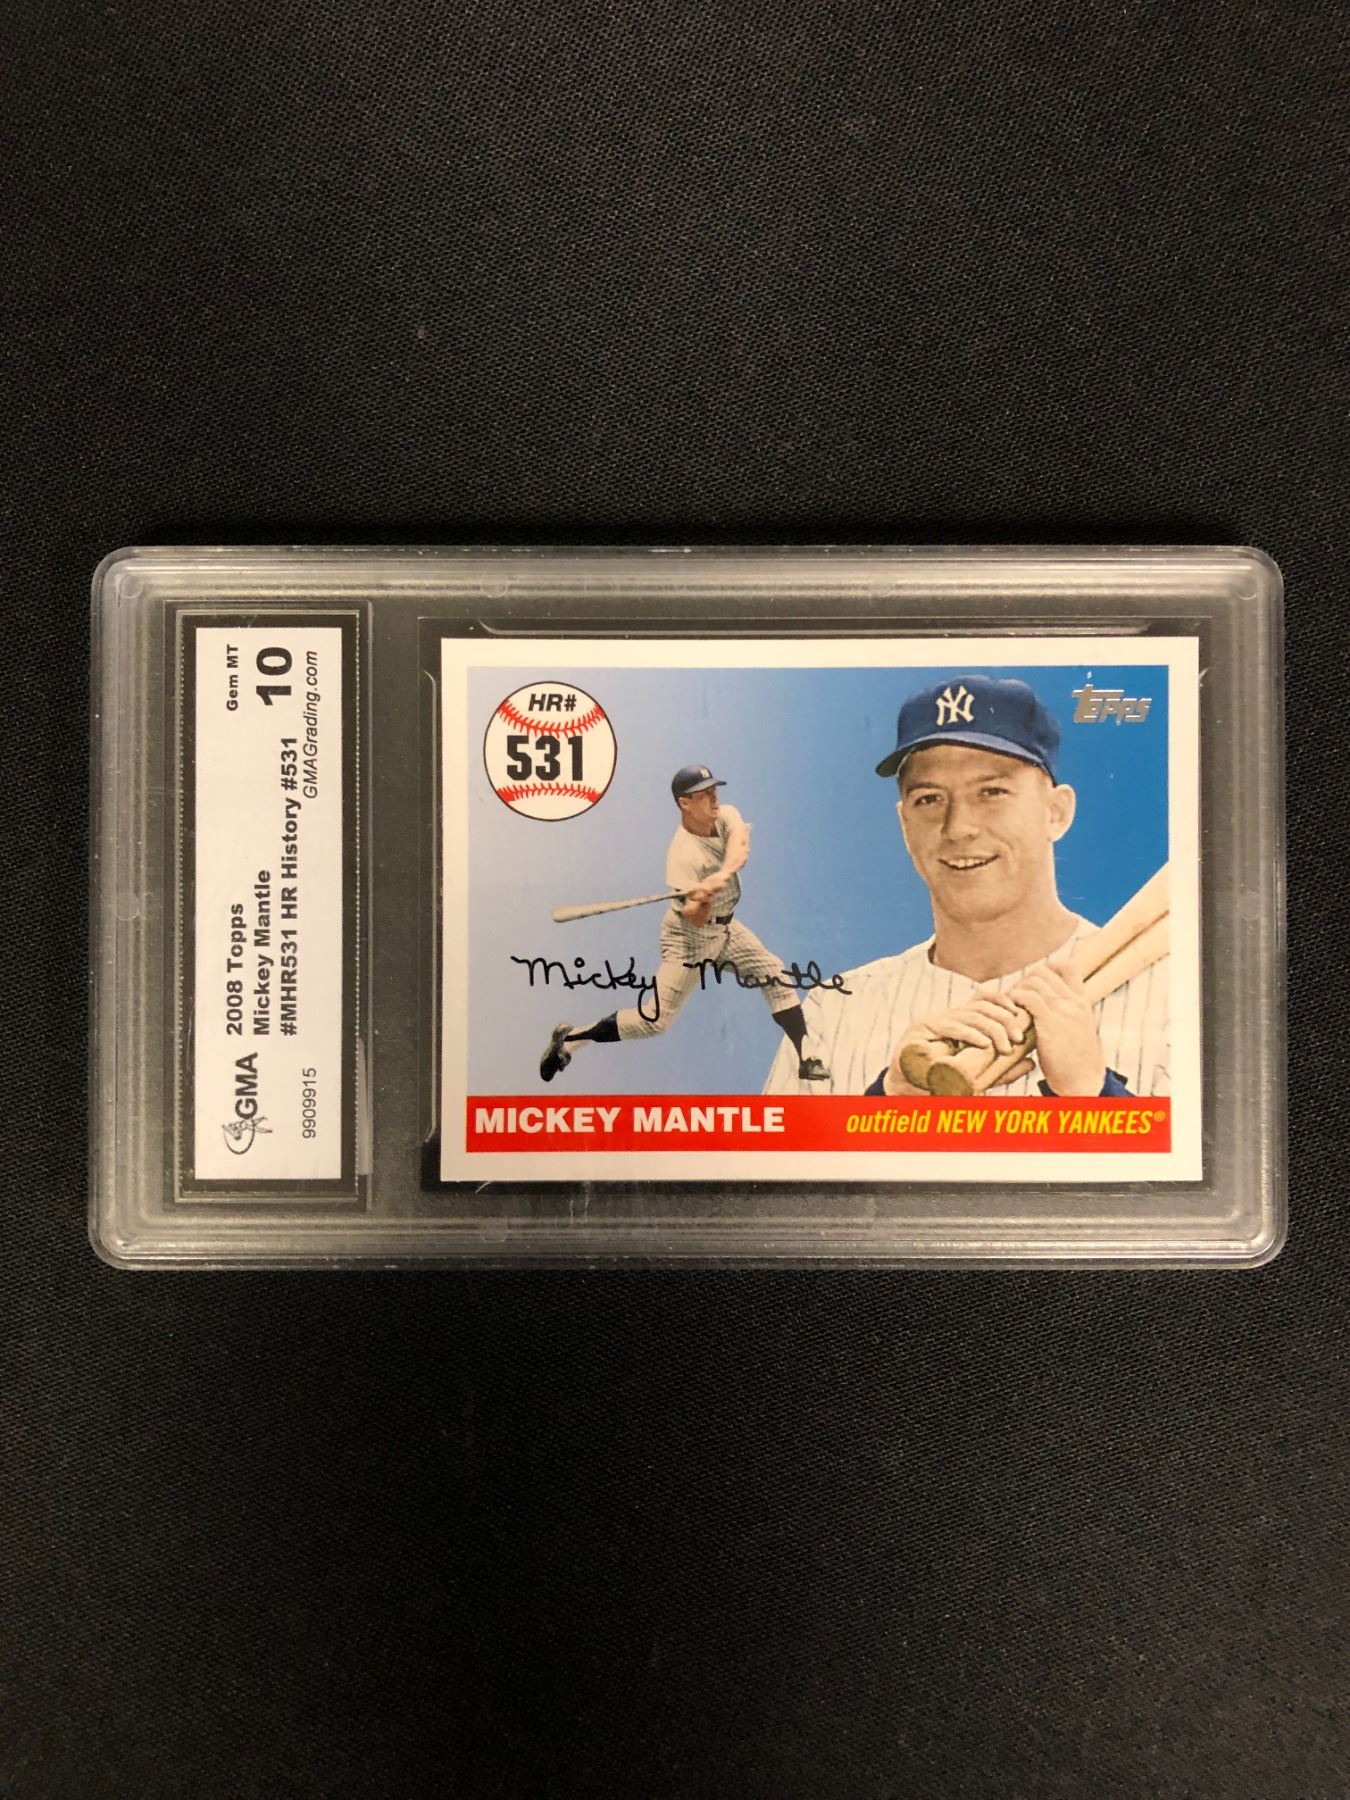 GMA
2008 Topps
Gem MT
Mickey Mantle
10
#MHR531 HR History #531
9909915
GMAGrading.com
HR#
531
NY
Topps
Mickey Mantle
MICKEY MANTLE
outfield NEW YORK YANKEES®